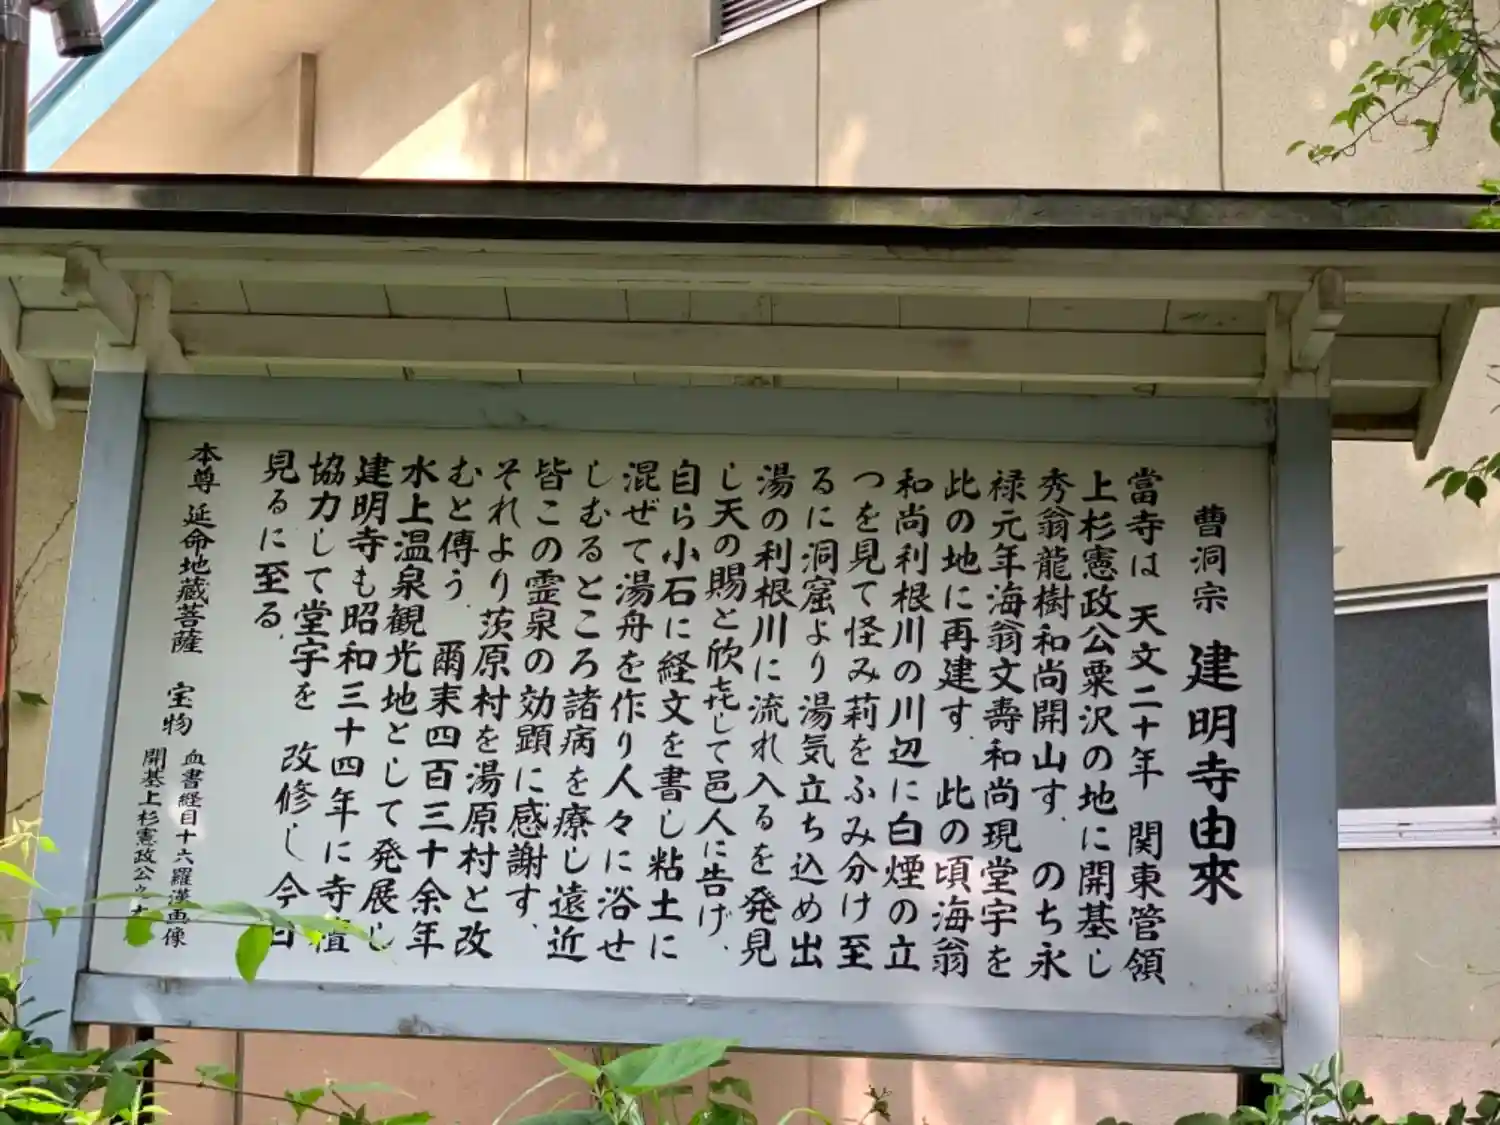 曹洞宗 建明寺由來
當寺は 天文二十年 関東管領
上杉憲政公粟沢の地に開基し
秀翁龍樹和尚開山す. のち永
禄元年海翁文壽和尚現堂宇を
此の地に再建す. 此の頃海翁
和尚利根川の川辺に白煙の立
つを見て怪み莉をふみ分け至
るに洞窟より湯気立ち込め出
湯の利根川に流れ入るを発見
し天の賜と欣㐂して邑人に告げ.
自ら小石に経文を書し粘土に
混ぜて湯舟を作り人々に浴せ
しむるところ諸病を療し遠近
皆この霊泉の効顕に感謝す.
それより茨原村を湯原村と改
むと傳う. 爾来四百三十余年
水上温泉観光地として発展し
建明寺も昭和三十四年に寺
協力して堂宇を 改修し 今日
見るに至る.
本尊 延命地蔵菩薩 宝物
血書経目十六羅漢画像
開基上杉憲政公